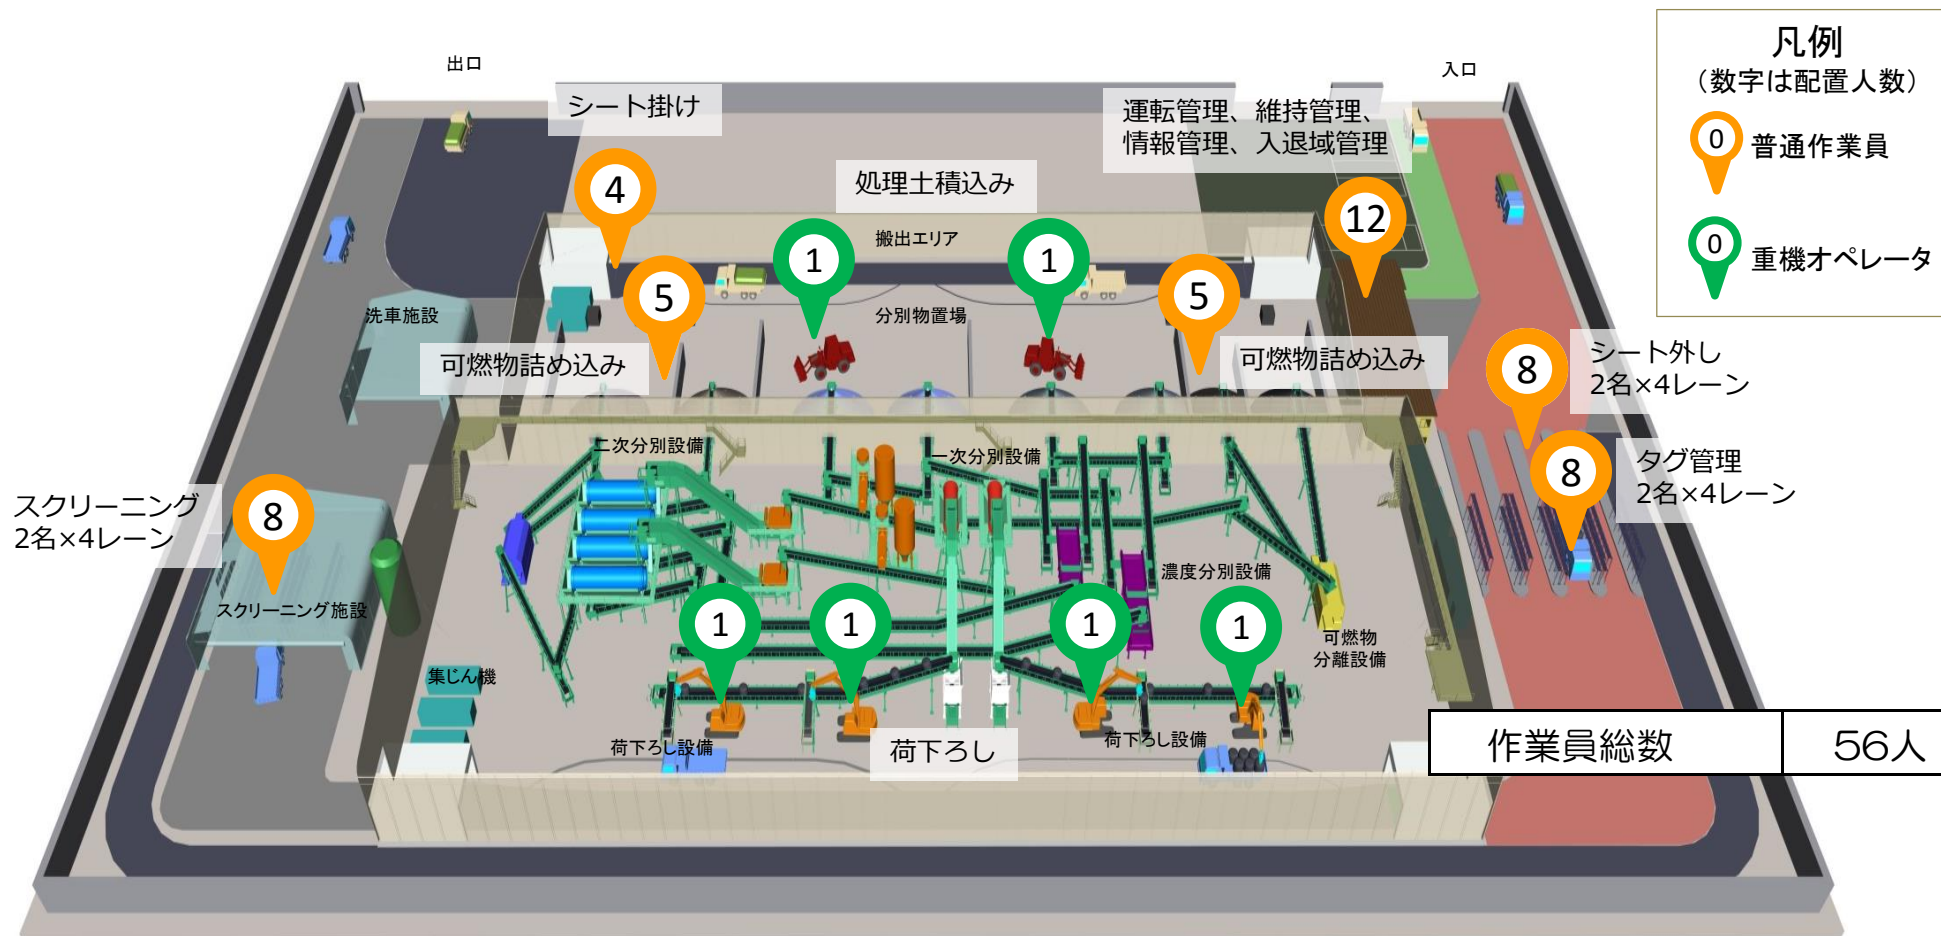 出口
入口
凡例
（数字は配置人数）
0
普通作業員
0
重機オペレータ
シート掛け
運転管理、維持管理、
情報管理、入退域管理
処理土積込み
4
12
搬出エリア
1
1
5
5
洗車施設
分別物置場
可燃物詰め込み
可燃物詰め込み
8
シート外し
2名×4レーン
二次分別設備
一次分別設備
8
タグ管理
2名×4レーン
スクリーニング
2名×4レーン
8
濃度分別設備
スクリーニング施設
1
1
1
1
可燃物
分離設備
集じん機
荷下ろし設備
荷下ろし
荷下ろし設備
作業員総数
56人